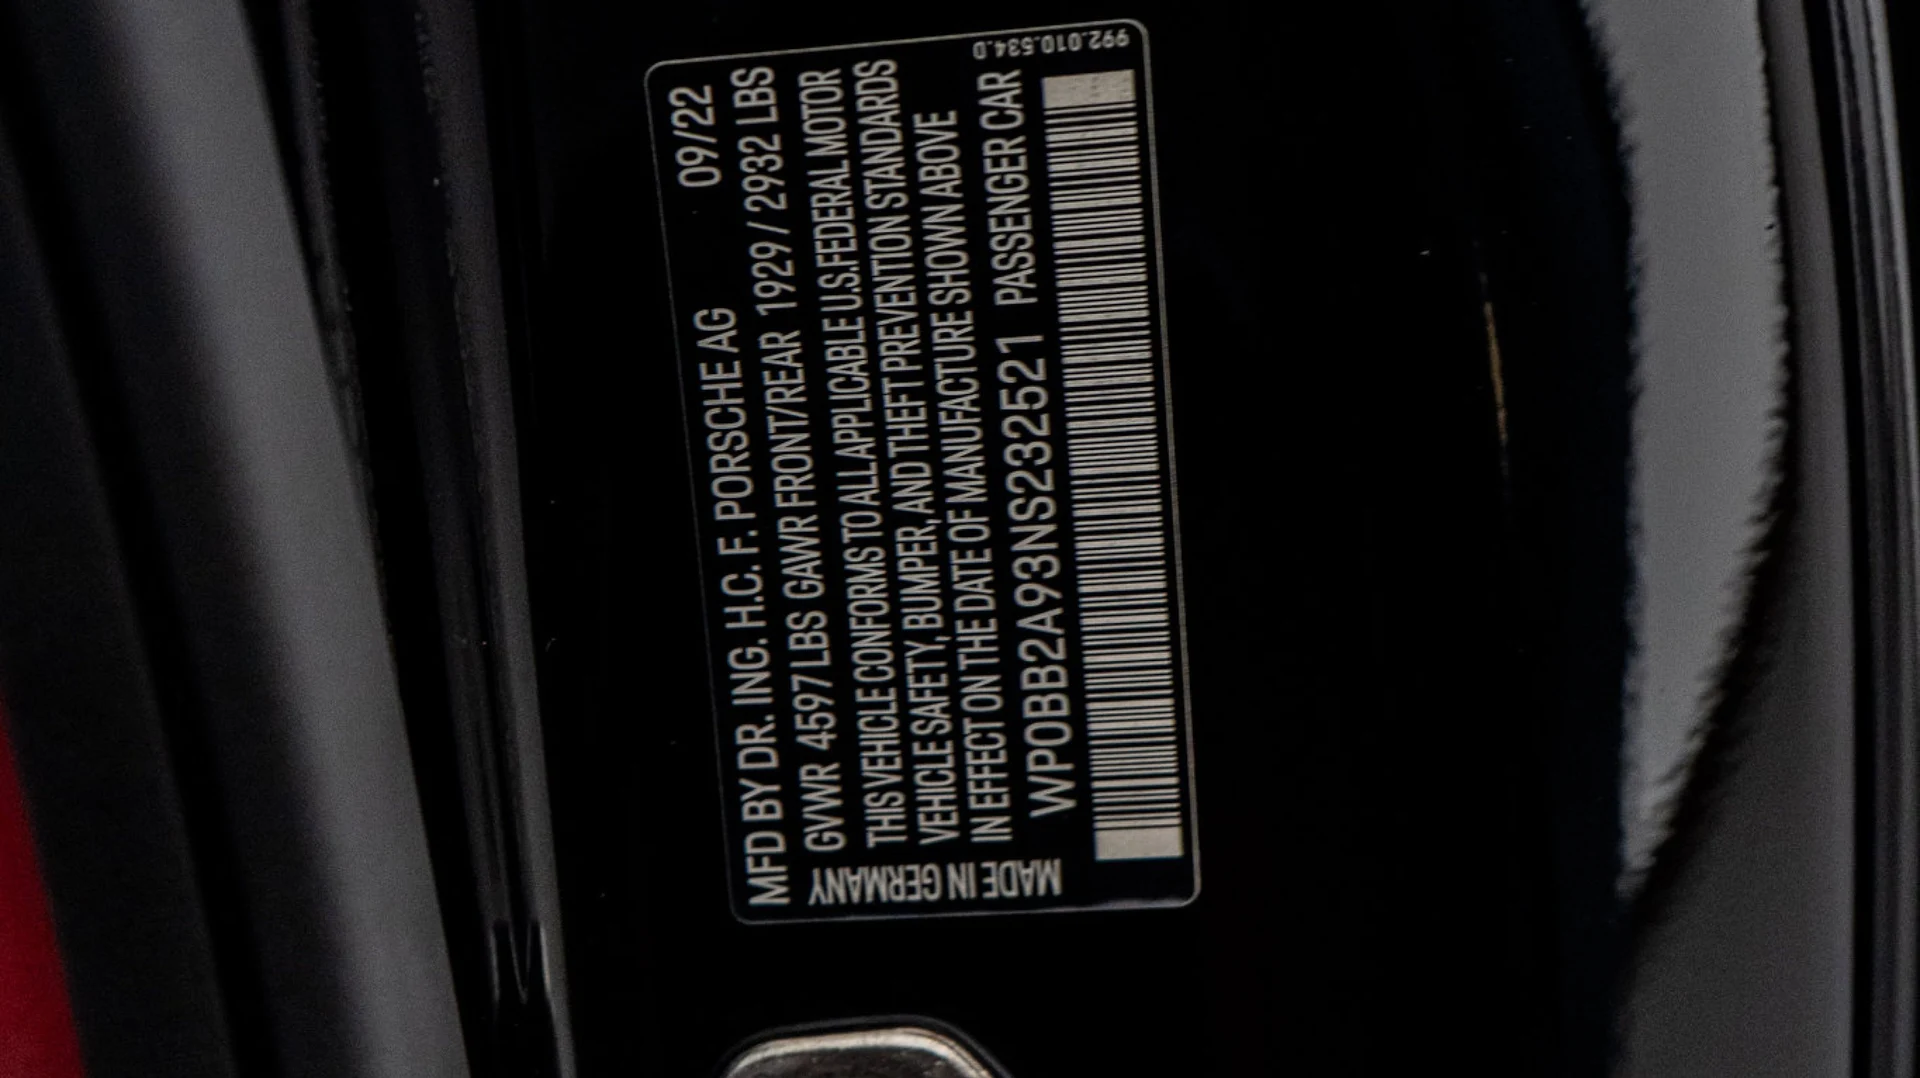 MFD BY DR. ING. H.C. F. PORSCHE AG 09/22
GVWR 4597 LBS GAWR FRONT/REAR 1929 / 2932 LBS
THIS VEHICLE CONFORMS TO ALL APPLICABLE U.S. FEDERAL MOTOR
VEHICLE SAFETY, BUMPER, AND THEFT PREVENTION STANDARDS
IN EFFECT ON THE DATE OF MANUFACTURE SHOWN ABOVE
WP0BB2A93NS232521 PASSENGER CAR
MADE IN GERMANY
992.010.534.D